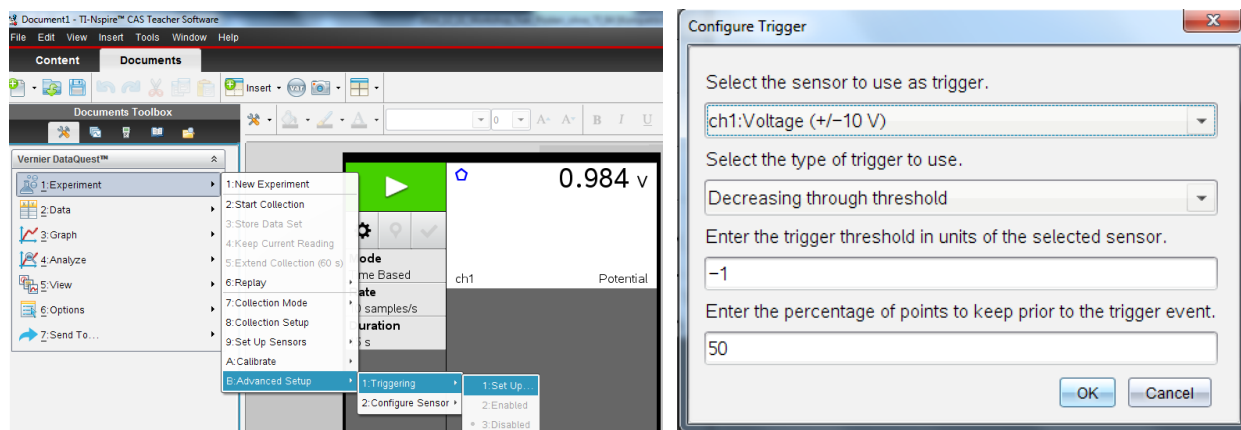 Document1 - TI-Nspire™ CAS Teacher Software
File Edit View Insert Tools Window Help
Content Documents
Insert
Documents Toolbox
0 A- A+ B I U
Vernier DataQuest™
1:Experiment
2:Data
3:Graph
4:Analyze
5:View
6:Options
7:Send To...
1:New Experiment
2:Start Collection
3:Store Data Set
4:Keep Current Reading
5:Extend Collection (60 s)
6:Replay
7:Collection Mode
8:Collection Setup
9:Set Up Sensors
A:Calibrate
B:Advanced Setup
1:Triggering
2:Configure Sensor
1:Set Up...
2:Enabled
3:Disabled
0.984 V
ch1 Potential
ode
me Based
ate
samples/s
uration
s
Configure Trigger
Select the sensor to use as trigger.
ch1:Voltage (+/−10 V)
Select the type of trigger to use.
Decreasing through threshold
Enter the trigger threshold in units of the selected sensor.
−1
Enter the percentage of points to keep prior to the trigger event.
50
OK Cancel